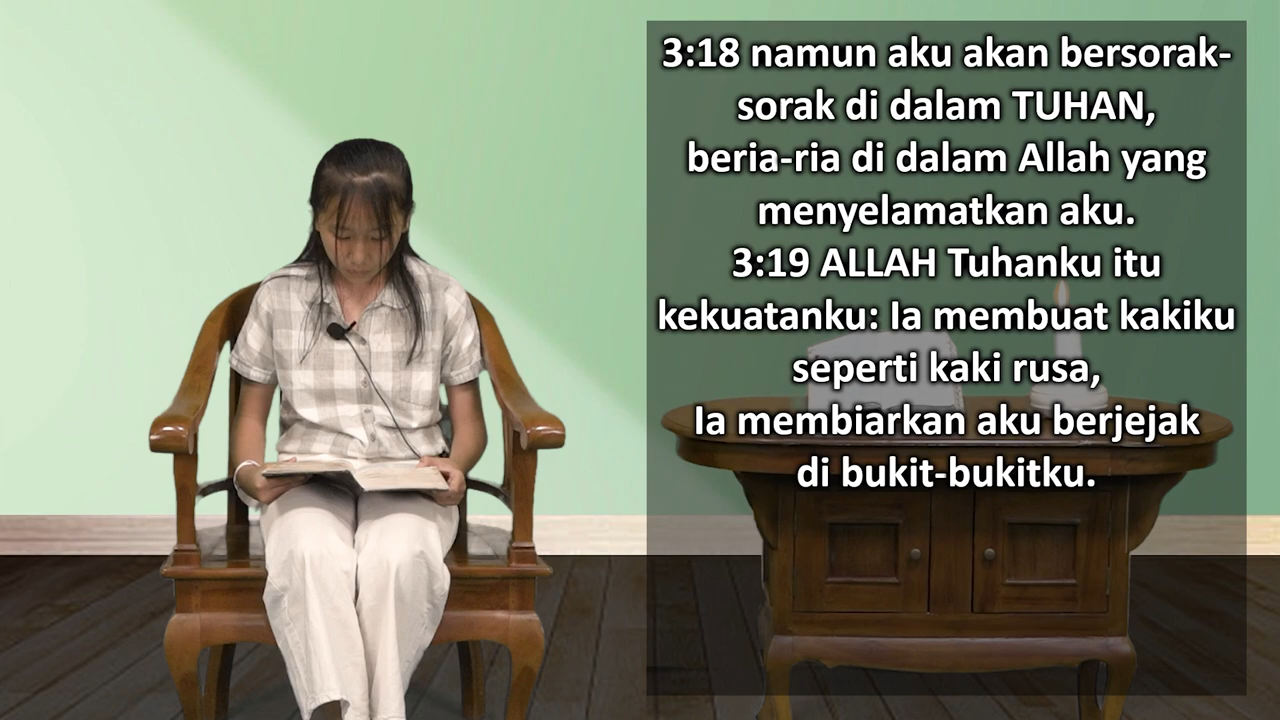 3:18 namun aku akan bersorak-
sorak di dalam TUHAN,
beria-ria di dalam Allah yang
menyelamatkan aku.
3:19 ALLAH Tuhanku itu
kekuatanku: Ia membuat kakiku
seperti kaki rusa,
Ia membiarkan aku berjejak
di bukit-bukitku.